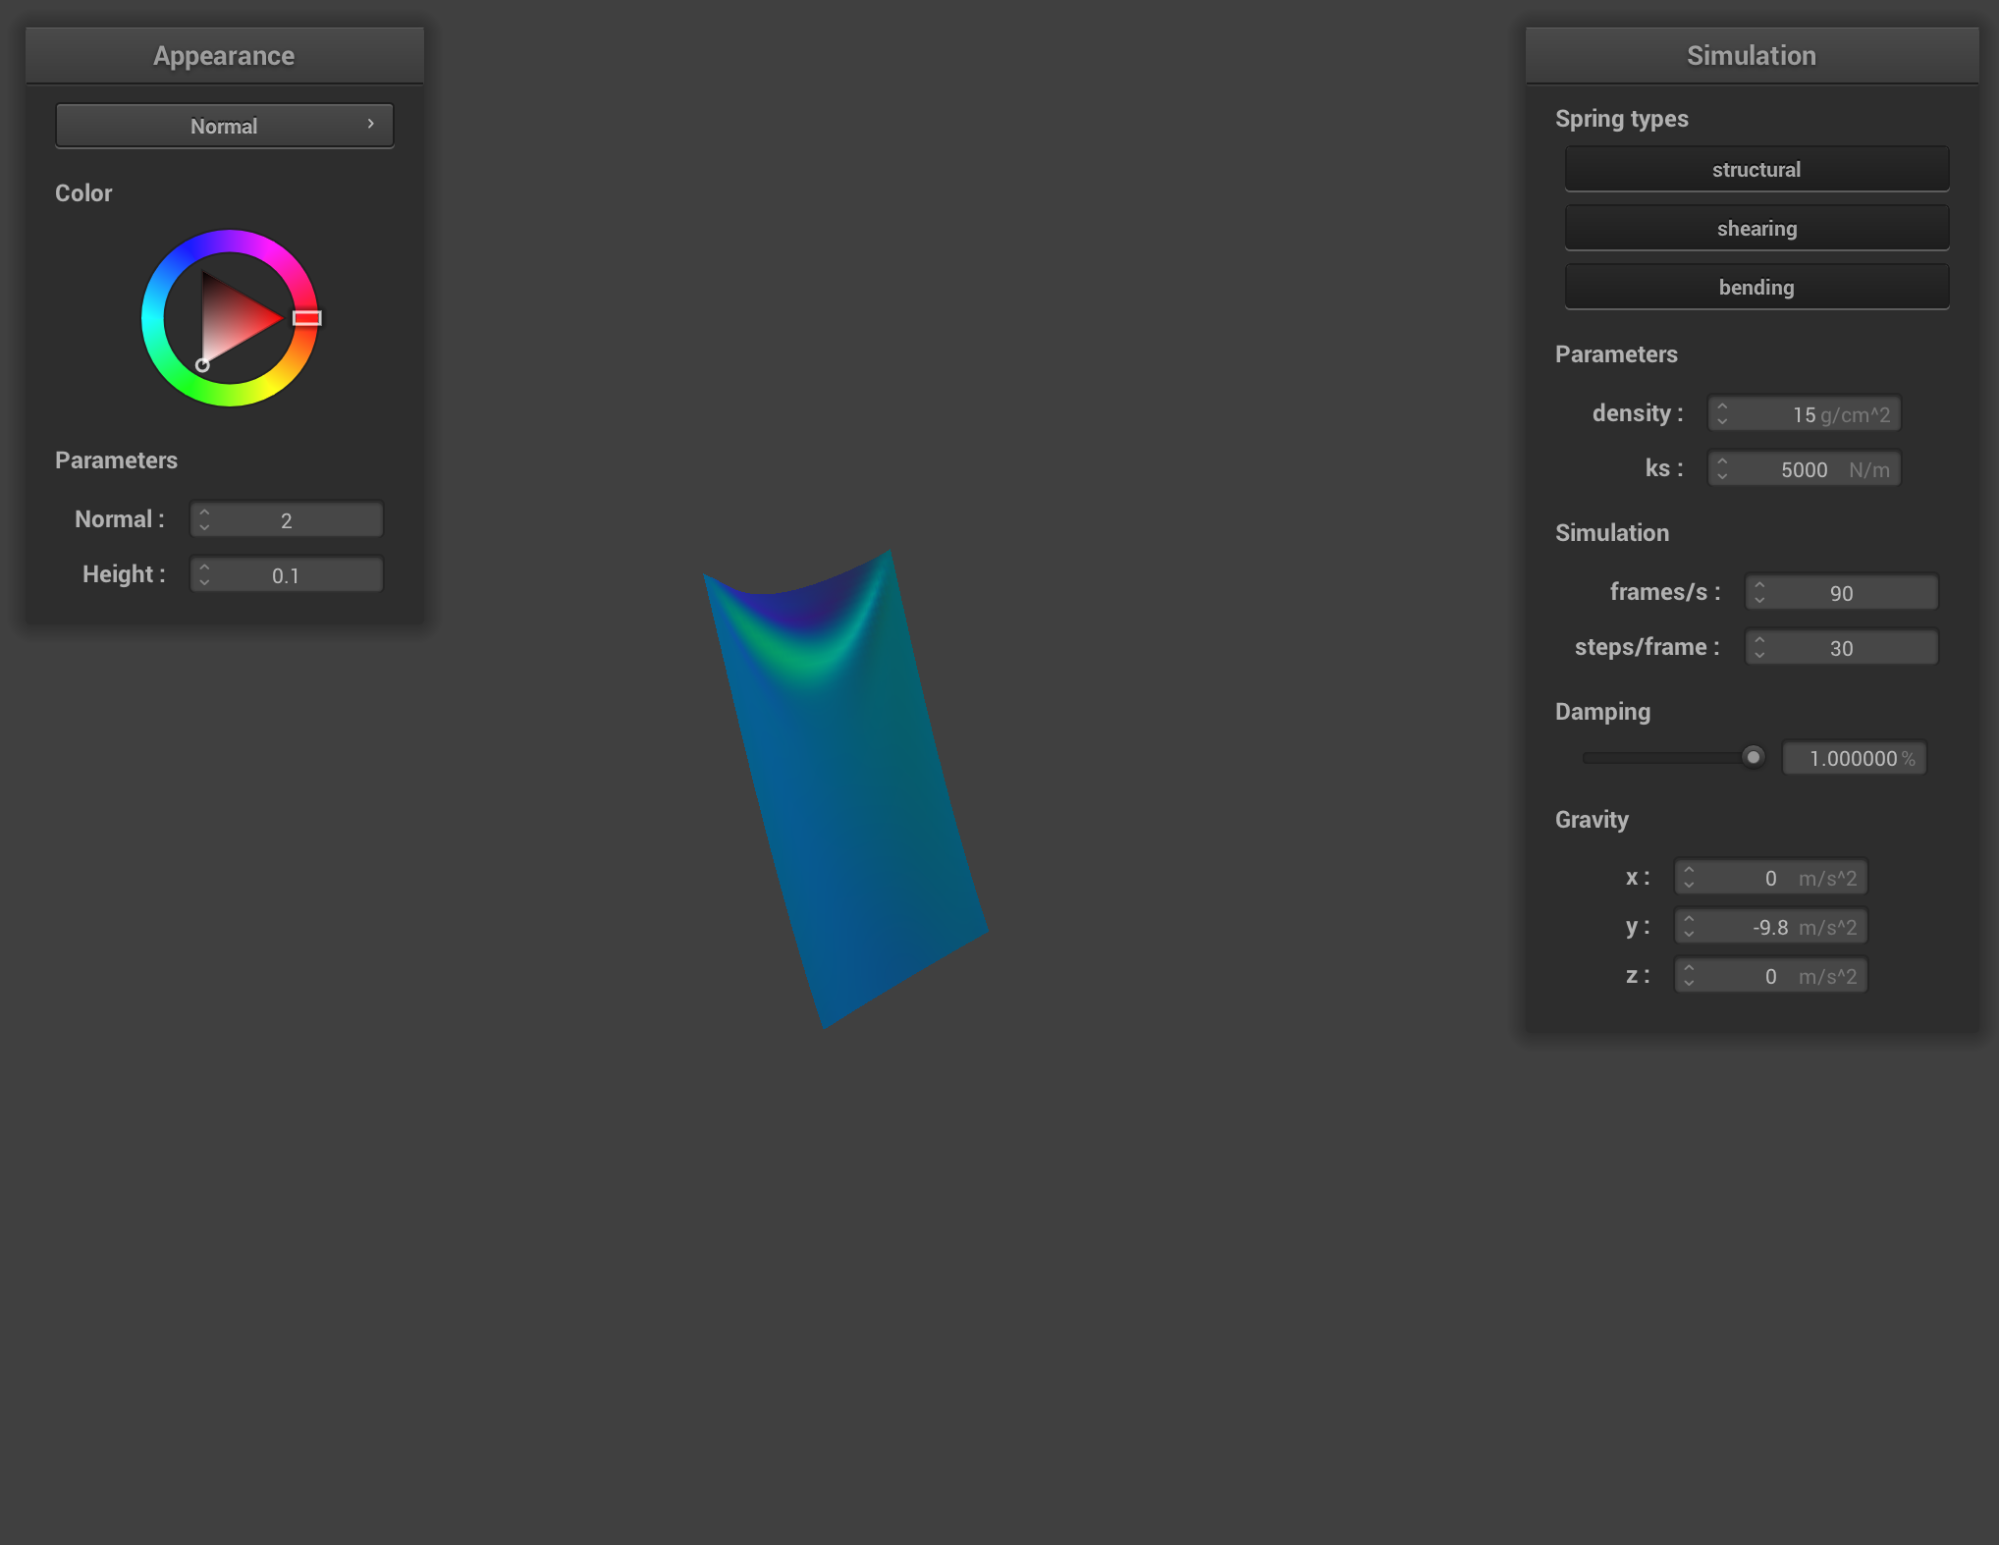 Appearance
Normal
Color
Parameters
Normal : 2
Height : 0.1
Simulation
Spring types
structural
shearing
bending
Parameters
density : 15 g/cm^2
ks : 5000 N/m
Simulation
frames/s : 90
steps/frame : 30
Damping
1.000000 %
Gravity
x : 0 m/s^2
y : -9.8 m/s^2
z : 0 m/s^2